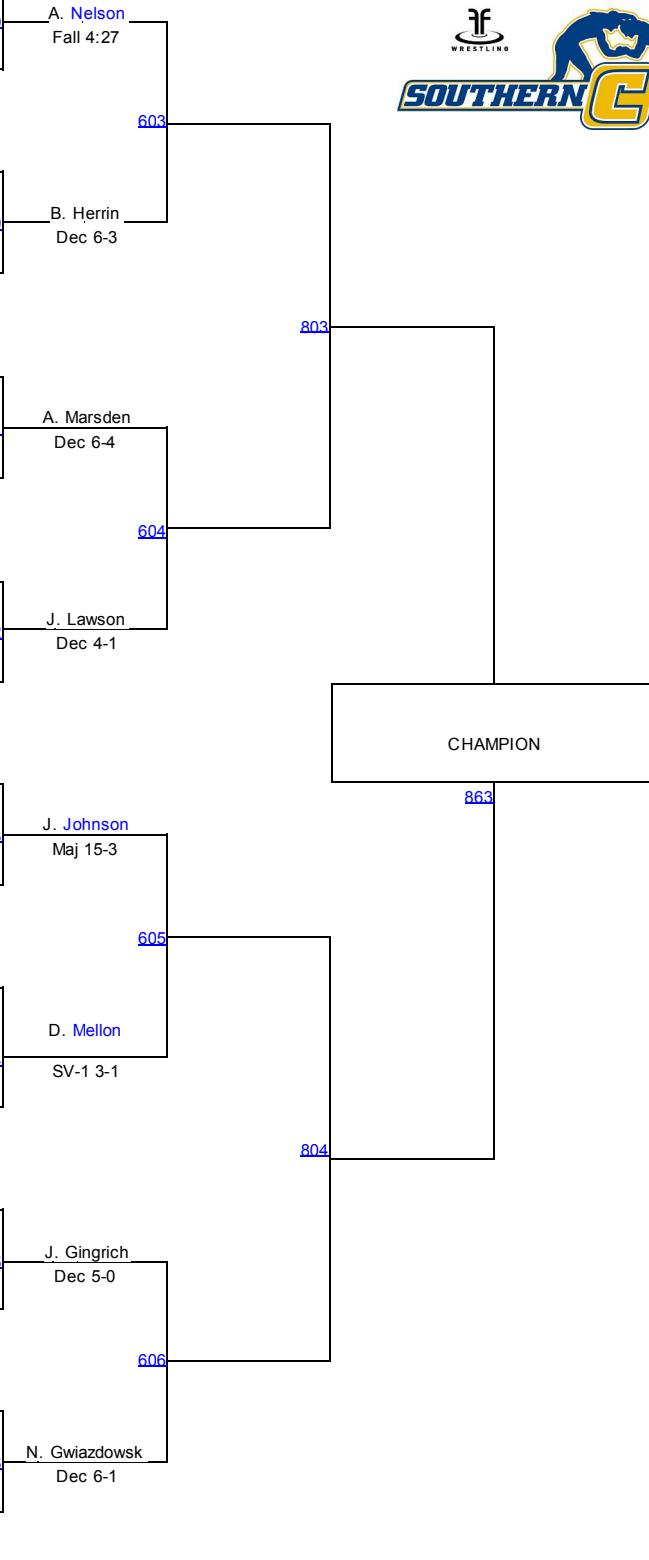 A. Nelson
Fall 4:27
WRESTLING
SOUTHERN C
603
B. Herrin
Dec 6-3
803
A. Marsden
Dec 6-4
604
J. Lawson
Dec 4-1
CHAMPION
863
J. Johnson
Maj 15-3
605
D. Mellon
SV-1 3-1
804
J. Gingrich
Dec 5-0
606
N. Gwiazdowsk
Dec 6-1